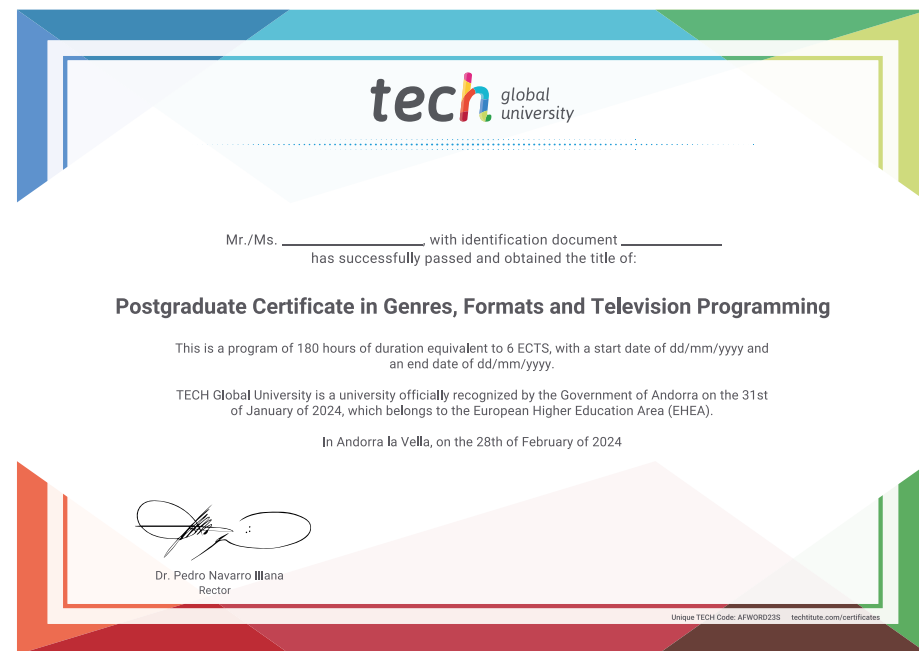 tech global university
Mr./Ms. ____________, with identification document ____________
has successfully passed and obtained the title of:
Postgraduate Certificate in Genres, Formats and Television Programming
This is a program of 180 hours of duration equivalent to 6 ECTS, with a start date of dd/mm/yyyy and
an end date of dd/mm/yyyy.
TECH Global University is a university officially recognized by the Government of Andorra on the 31st
of January of 2024, which belongs to the European Higher Education Area (EHEA).
In Andorra la Vella, on the 28th of February of 2024
Dr. Pedro Navarro Illana
Rector
Unique TECH Code: AFWORD23S techtitute.com/certificates